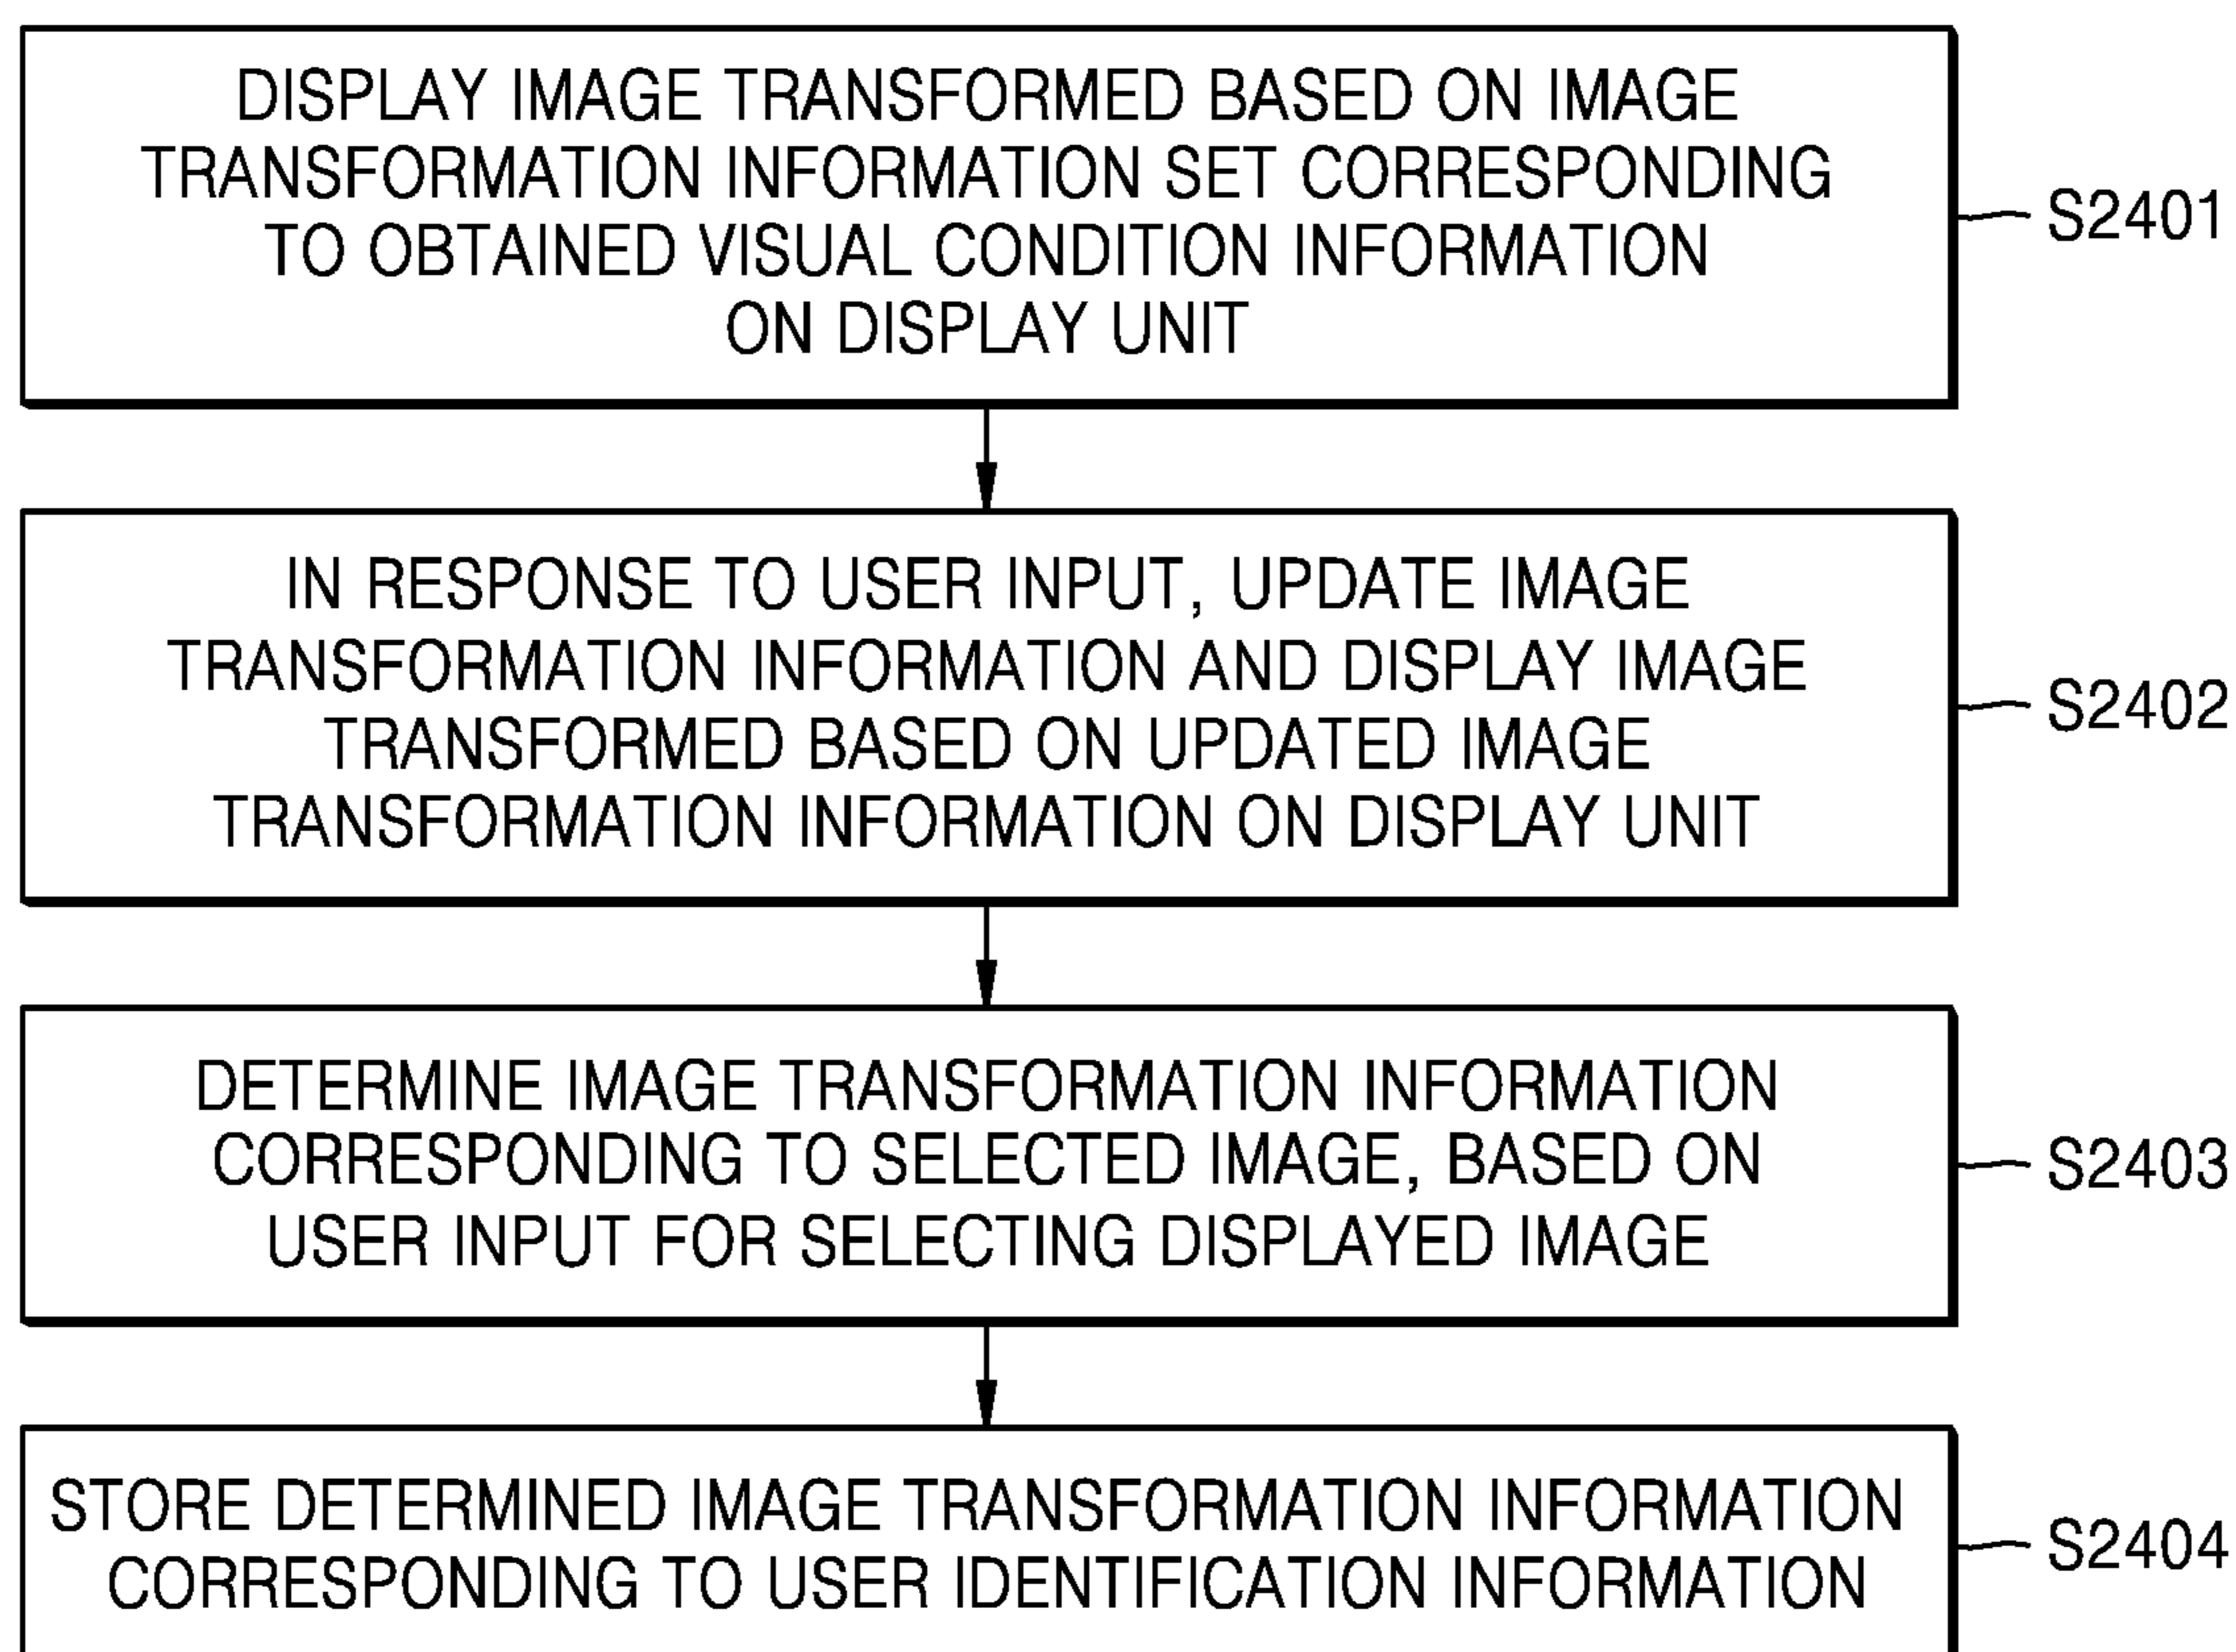 DISPLAY IMAGE TRANSFORMED BASED ON IMAGE
TRANSFORMATION INFORMATION SET CORRESPONDING
TO OBTAINED VISUAL CONDITION INFORMATION
ON DISPLAY UNIT
S2401
IN RESPONSE TO USER INPUT, UPDATE IMAGE
TRANSFORMATION INFORMATION AND DISPLAY IMAGE
TRANSFORMED BASED ON UPDATED IMAGE
TRANSFORMATION INFORMATION ON DISPLAY UNIT
S2402
DETERMINE IMAGE TRANSFORMATION INFORMATION
CORRESPONDING TO SELECTED IMAGE, BASED ON
USER INPUT FOR SELECTING DISPLAYED IMAGE
S2403
STORE DETERMINED IMAGE TRANSFORMATION INFORMATION
CORRESPONDING TO USER IDENTIFICATION INFORMATION
S2404